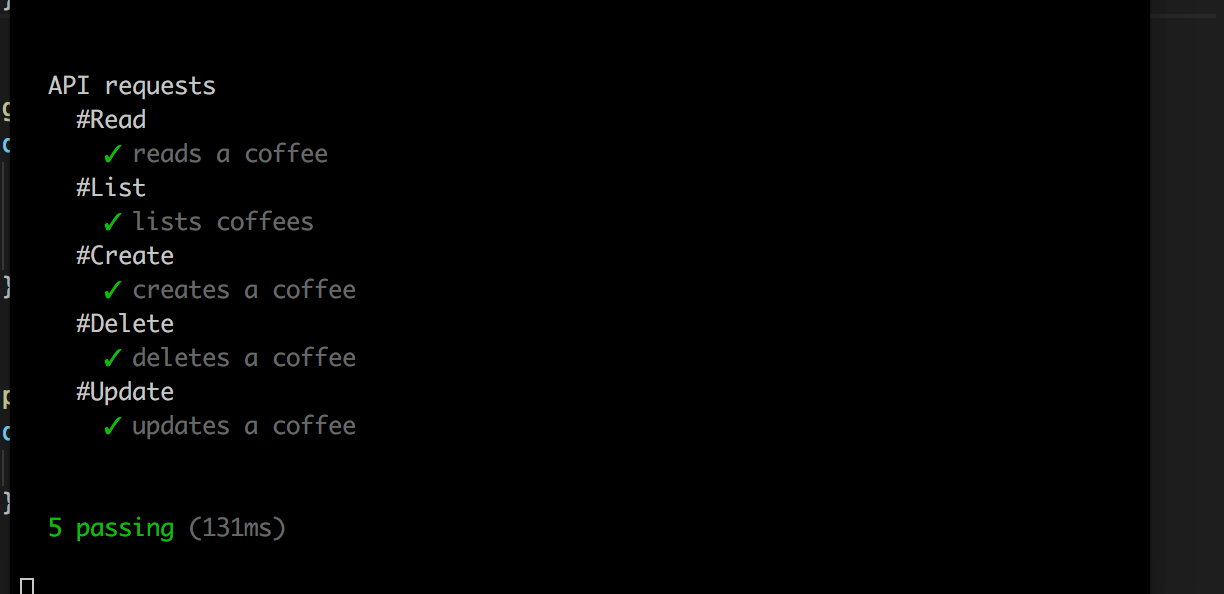 API requests
#Read
✓ reads a coffee
#List
✓ lists coffees
#Create
✓ creates a coffee
#Delete
✓ deletes a coffee
#Update
✓ updates a coffee
5 passing (131ms)